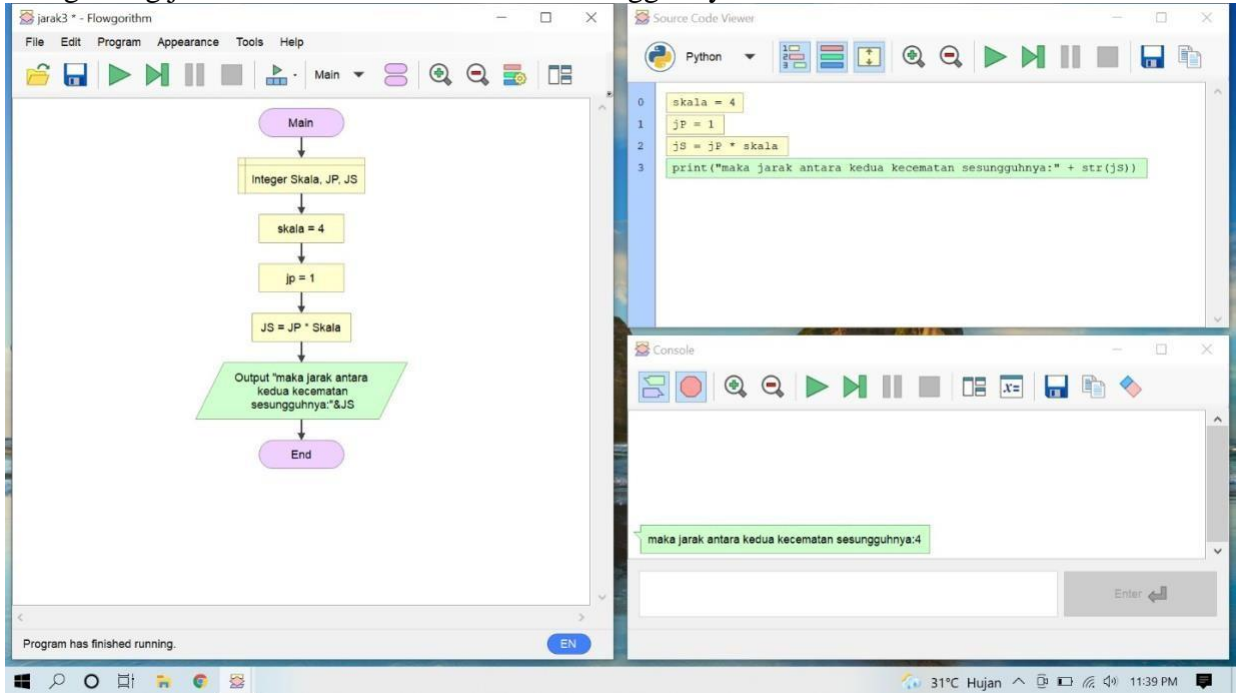 jarak3 * - Flowgorithm
File Edit Program Appearance Tools Help
Main
Main
Integer Skala, JP, JS
skala = 4
jp = 1
JS = JP * Skala
Output "maka jarak antara
kedua kecematan
sesungguhnya:"&JS
End
Program has finished running.
EN
Source Code Viewer
Python
0 skala = 4
1 jP = 1
2 jS = jP * skala
3 print("maka jarak antara kedua kecematan sesungguhnya:" + str(jS))
Console
x=
maka jarak antara kedua kecematan sesungguhnya:4
Enter
31°C Hujan 11:39 PM